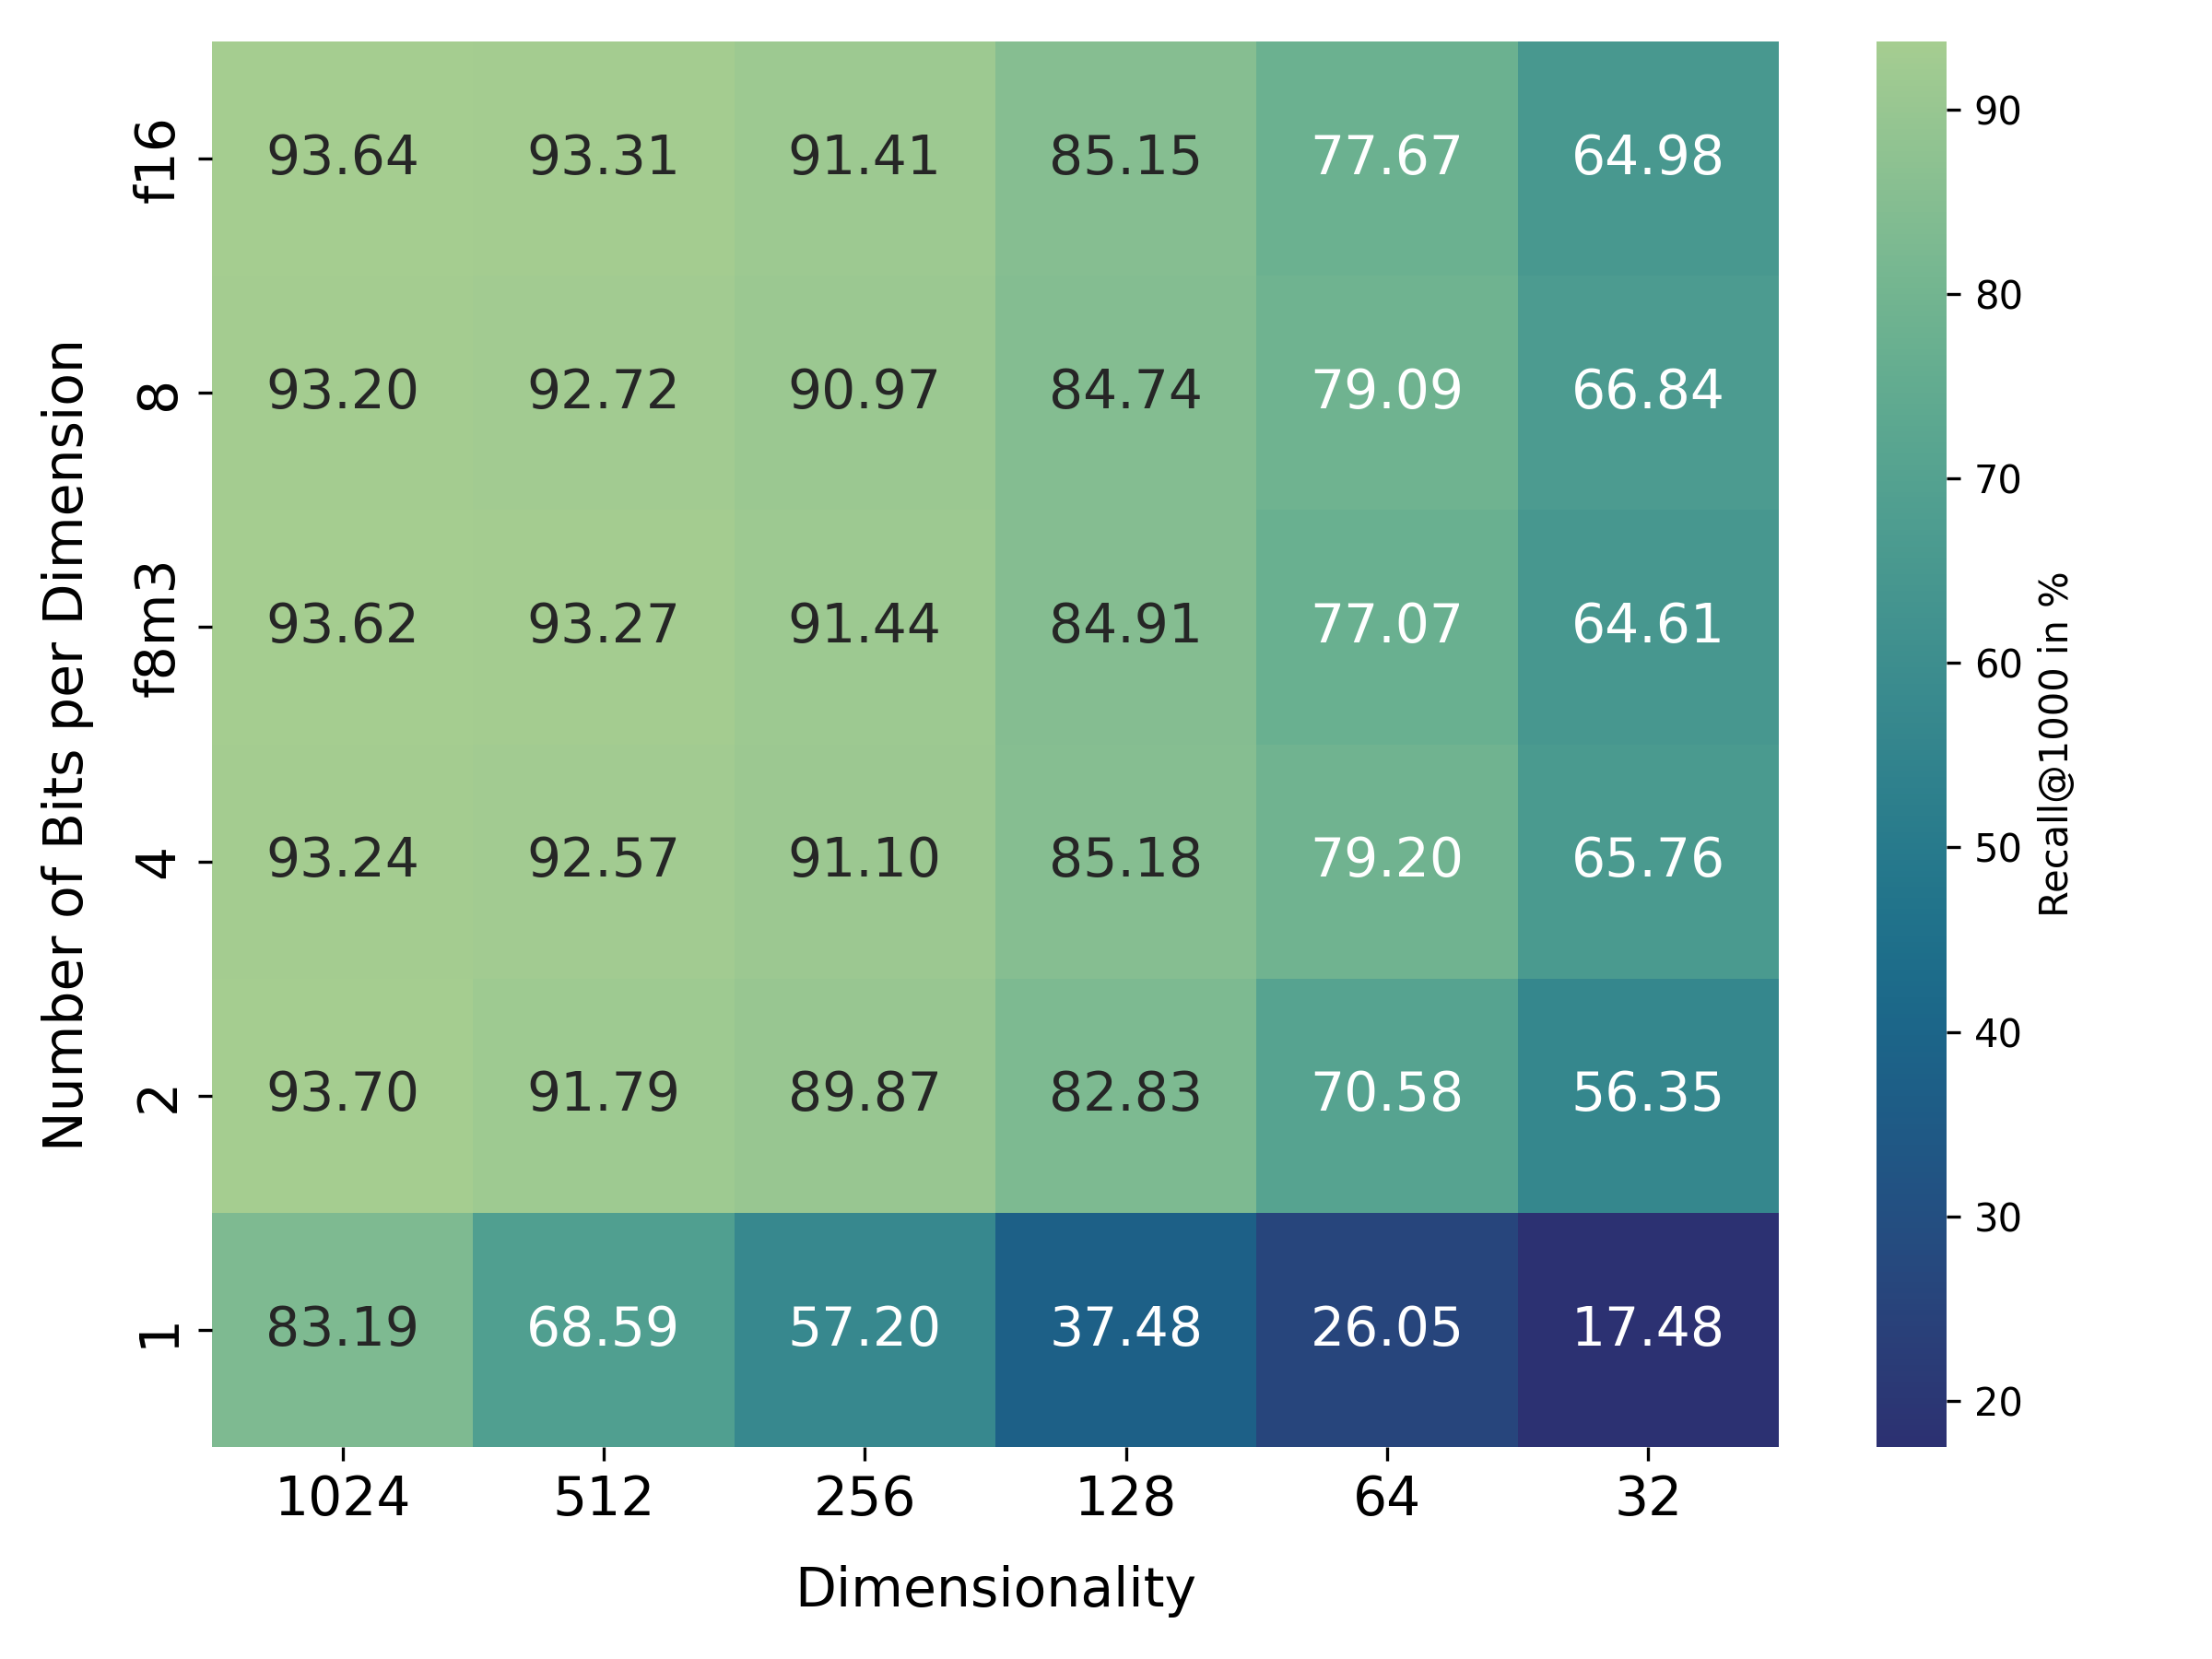 Number of Bits per Dimension
f16 93.64 93.31 91.41 85.15 77.67 64.98
8 93.20 92.72 90.97 84.74 79.09 66.84
f8m3 93.62 93.27 91.44 84.91 77.07 64.61
4 93.24 92.57 91.10 85.18 79.20 65.76
2 93.70 91.79 89.87 82.83 70.58 56.35
1 83.19 68.59 57.20 37.48 26.05 17.48
1024 512 256 128 64 32
Dimensionality
90
80
70
60
50
40
30
20
Recall@1000 in %